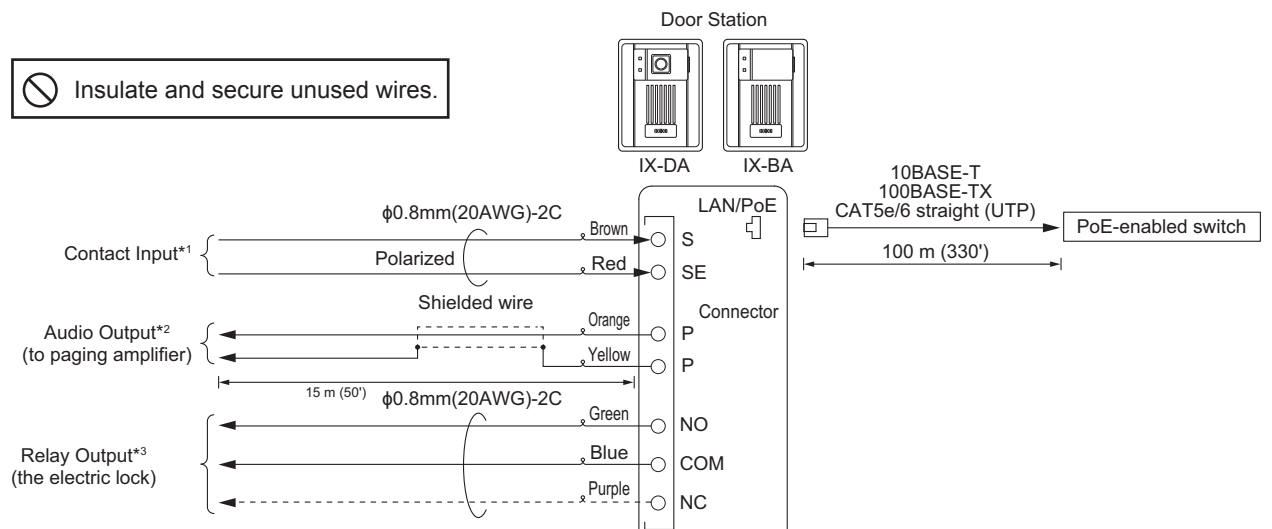 Door Station
Insulate and secure unused wires.
IX-DA
IX-BA
LAN/PoE
10BASE-T
100BASE-TX
CAT5e/6 straight (UTP)
PoE-enabled switch
100 m (330')
ϕ0.8mm(20AWG)-2C
Contact Input*1
Polarized
Brown
S
Red
SE
Shielded wire
Connector
Audio Output*2
(to paging amplifier)
Orange
P
Yellow
P
15 m (50')
ϕ0.8mm(20AWG)-2C
Relay Output*3
(the electric lock)
Green
NO
Blue
COM
Purple
NC